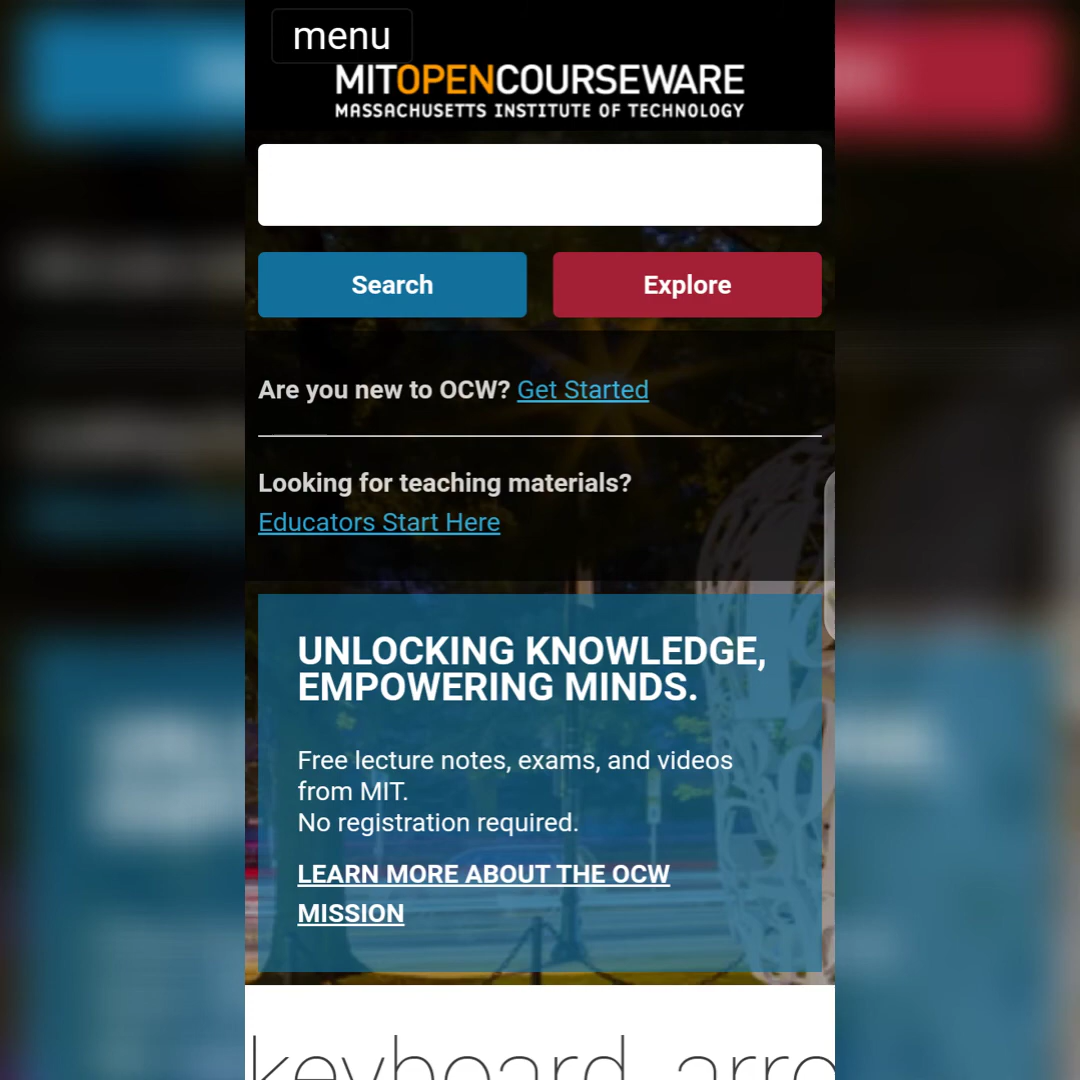 menu
MITOPENCOURSEWARE
MASSACHUSETTS INSTITUTE OF TECHNOLOGY
Search
Explore
Are you new to OCW? Get Started
Looking for teaching materials?
Educators Start Here
UNLOCKING KNOWLEDGE,
EMPOWERING MINDS.
Free lecture notes, exams, and videos
from MIT.
No registration required.
LEARN MORE ABOUT THE OCW
MISSION
keyboard_arro